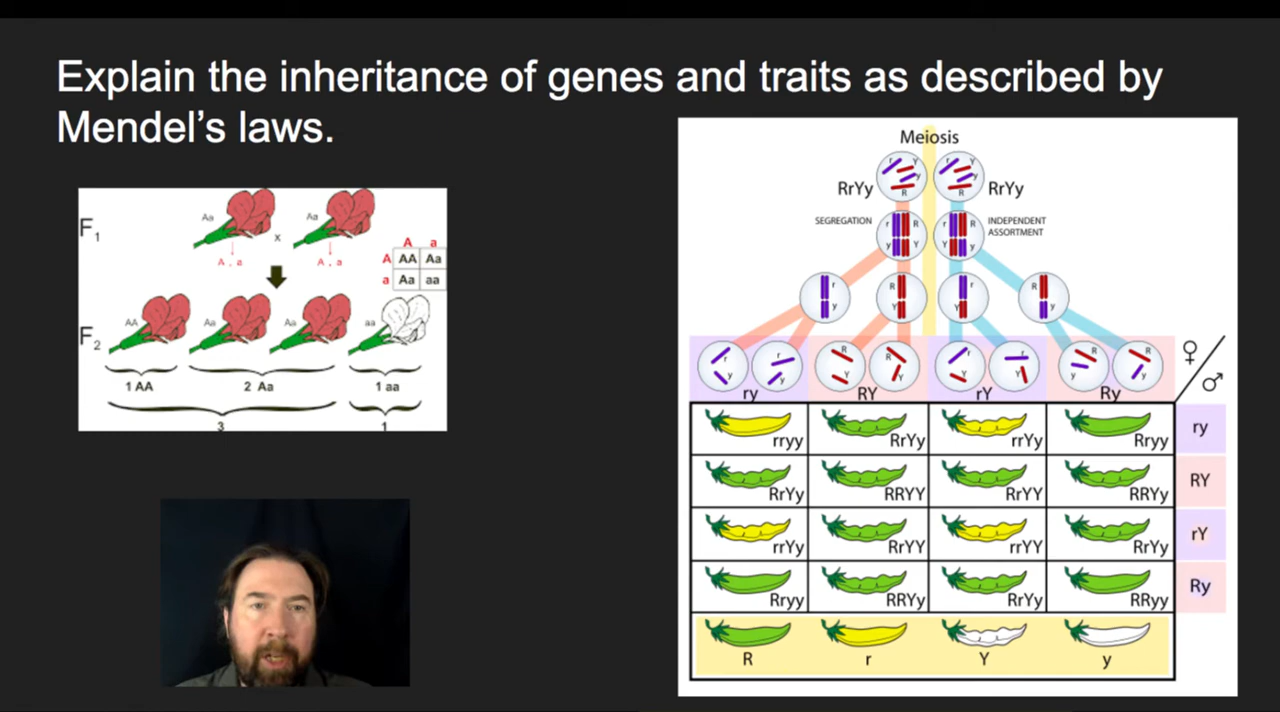 Explain the inheritance of genes and traits as described by
Mendel's laws.
F1
Aa
Aa
x
A , a
A , a
A a
A AA Aa
a Aa aa
F2
AA
Aa
Aa
aa
1 AA
2 Aa
1 aa
3
1
Meiosis
r Y y R
r Y y R
RrYy
RrYy
SEGREGATION
INDEPENDENT
ASSORTMENT
r R
y Y
r R
Y y
r
y
R
Y
r
Y
R
y
r
y
r
y
R
Y
R
Y
r
Y
r
Y
R
y
R
y
ry
RY
rY
Ry
♀/♂
rryy RrYy rrYy Rryy ry
RrYy RRYY RrYY RRYy RY
rrYy RrYY rrYY RrYy rY
Rryy RRYy RrYy RRyy Ry
R r Y y